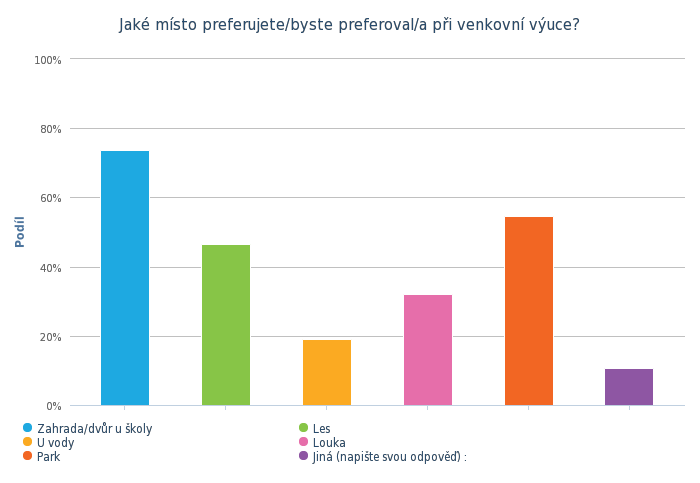 Jaké místo preferujete/byste preferoval/a při venkovní výuce?
100%
80%
60%
40%
20%
0%
Podíl
Zahrada/dvůr u školy
Les
U vody
Louka
Park
Jiná (napište svou odpověď) :